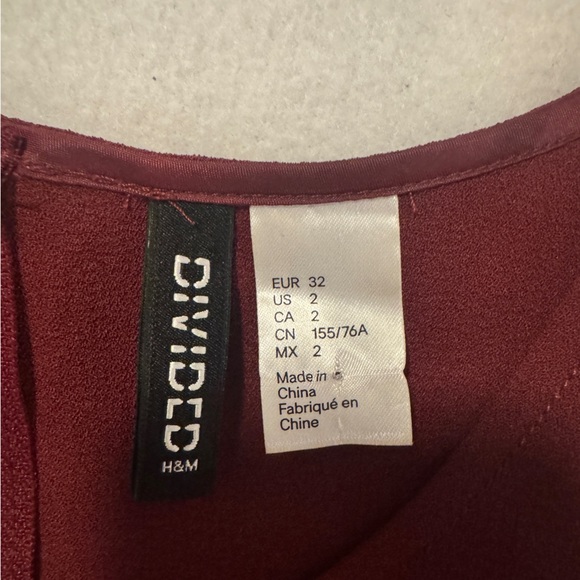 DIVIDED
H&M
EUR 32
US 2
CA 2
CN 155/76A
MX 2
Made in
China
Fabriqué en
Chine